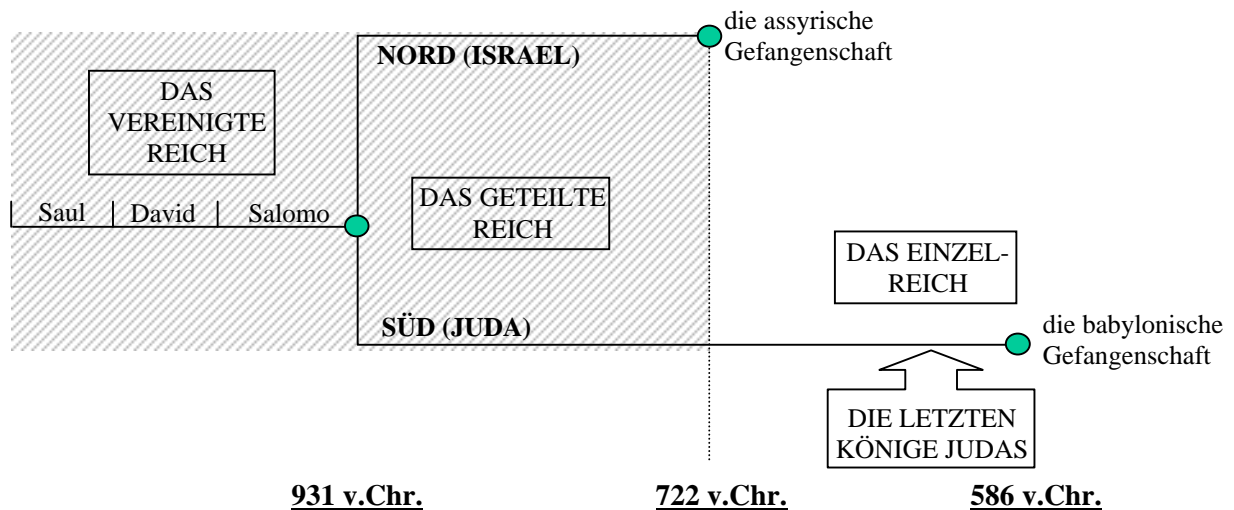 die assyrische
Gefangenschaft
NORD (ISRAEL)
DAS
VEREINIGTE
REICH
DAS GETEILTE
REICH
Saul David Salomo
DAS EINZEL-
REICH
SÜD (JUDA)
die babylonische
Gefangenschaft
DIE LETZTEN
KÖNIGE JUDAS
931 v.Chr. 722 v.Chr. 586 v.Chr.